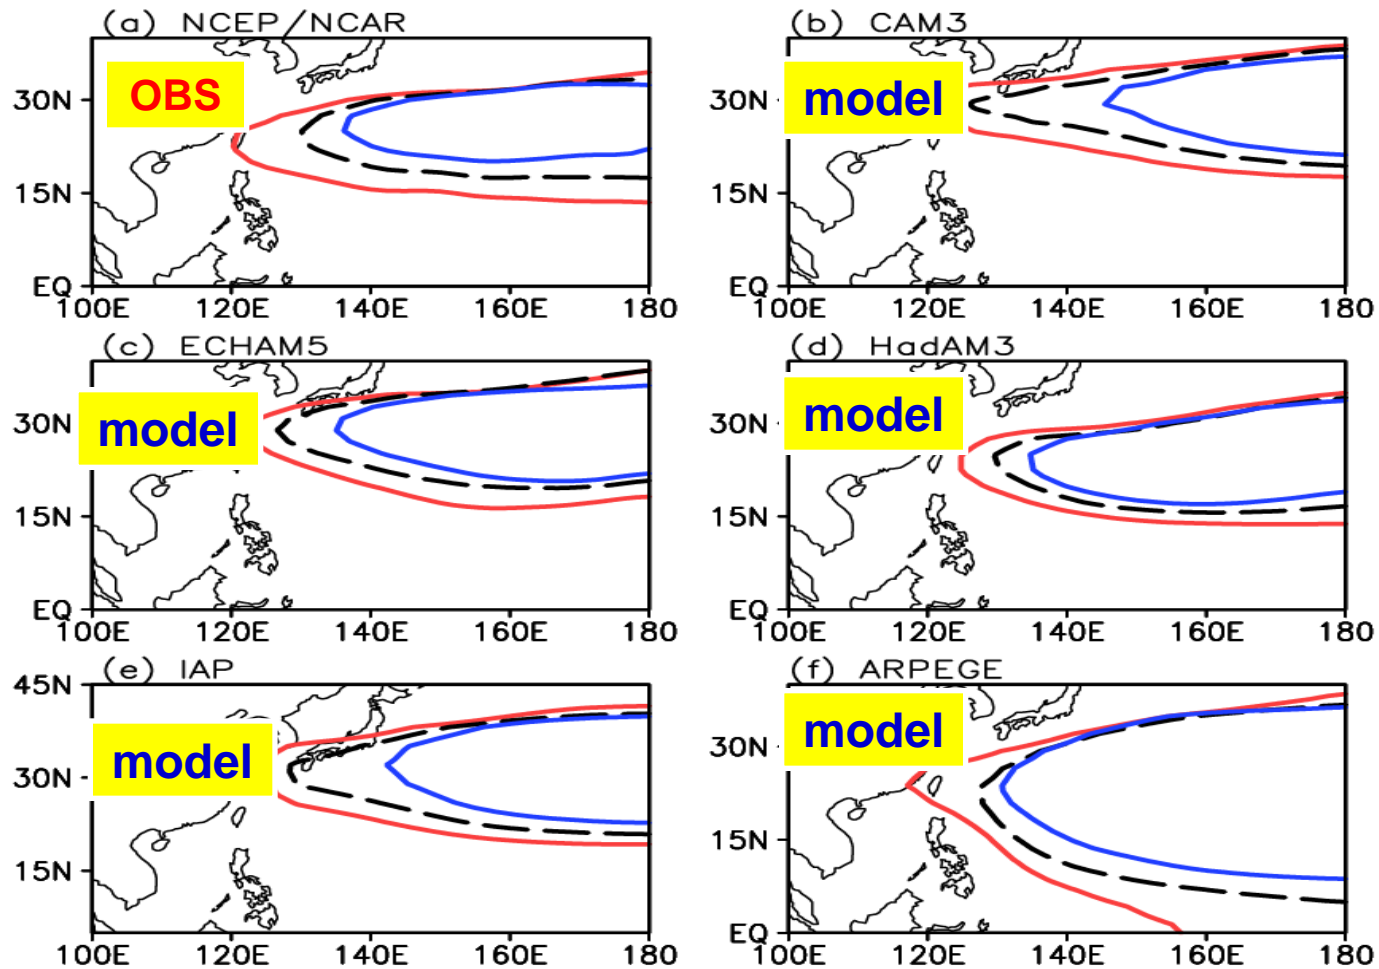 (a) NCEP/NCAR
OBS
30N
15N
EQ
100E 120E 140E 160E 180
(b) CAM3
model
30N
15N
EQ
100E 120E 140E 160E 180
(c) ECHAM5
model
30N
15N
EQ
100E 120E 140E 160E 180
(d) HadAM3
model
30N
15N
EQ
100E 120E 140E 160E 180
(e) IAP
45N
model
30N
15N
100E 120E 140E 160E 180
(f) ARPEGE
model
30N
15N
EQ
100E 120E 140E 160E 180